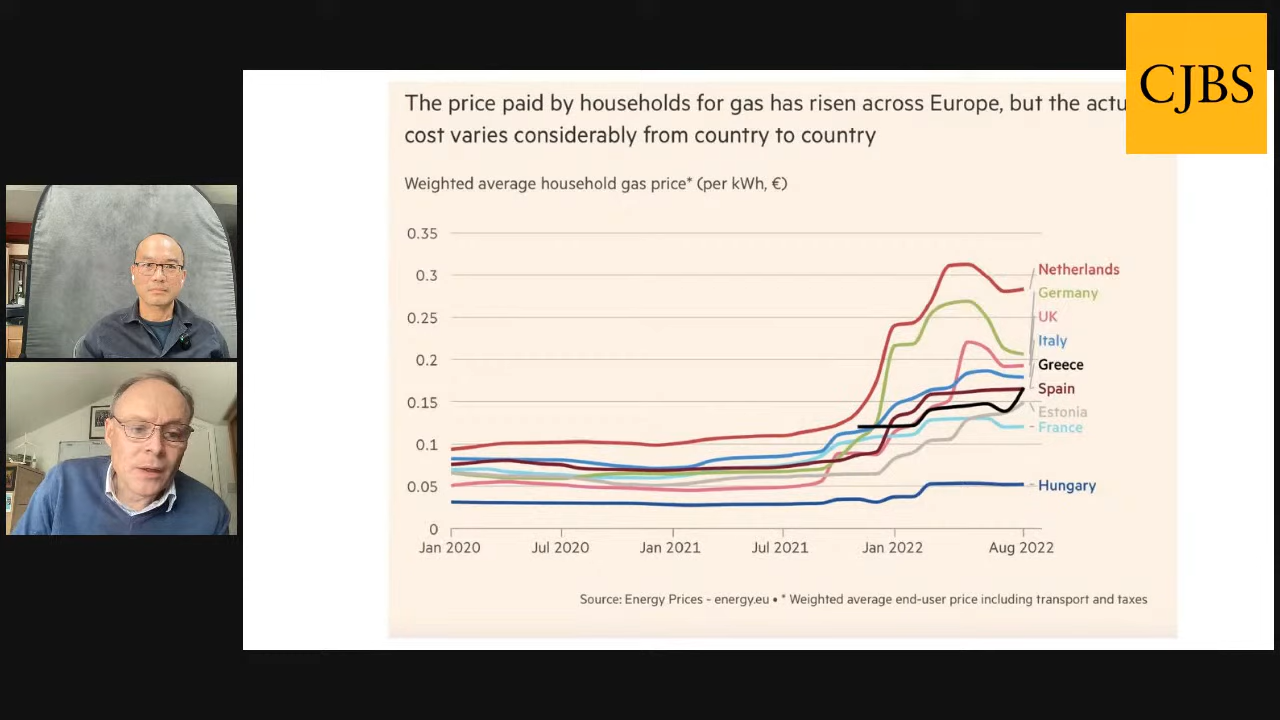 CJBS
The price paid by households for gas has risen across Europe, but the
cost varies considerably from country to country
Weighted average household gas price* (per kWh, €)
0.35
0.3
0.25
0.2
0.15
0.1
0.05
0
Netherlands
Germany
UK
Italy
Greece
Spain
Estonia
France
Hungary
Jan 2020
Jul 2020
Jan 2021
Jul 2021
Jan 2022
Aug 2022
Source: Energy Prices - energy.eu • * Weighted average end-user price including transport and taxes